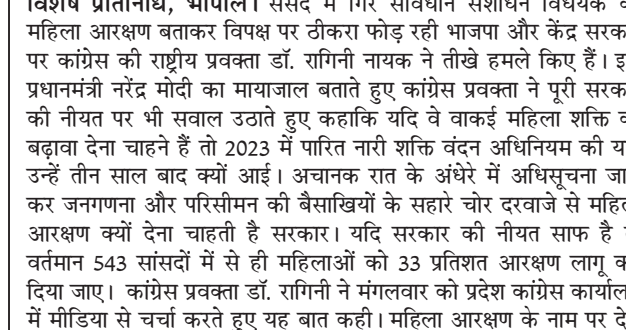 विशेष प्रतिनिधि, भोपाल। संसद में गिरे संविधान संशोधन विधेयक
महिला आरक्षण बताकर विपक्ष पर ठीकरा फोड़ रही भाजपा और केंद्र सरक
पर कांग्रेस की राष्ट्रीय प्रवक्ता डॉ. रागिनी नायक ने तीखे हमले किए हैं। इ
प्रधानमंत्री नरेंद्र मोदी का मायाजाल बताते हुए कांग्रेस प्रवक्ता ने पूरी सरक
की नीयत पर भी सवाल उठाते हुए कहाकि यदि वे वाकई महिला शक्ति
बढ़ावा देना चाहने हैं तो 2023 में पारित नारी शक्ति वंदन अधिनियम की य
उन्हें तीन साल बाद क्यों आई। अचानक रात के अंधेरे में अधिसूचना जा
कर जनगणना और परिसीमन की बैसाखियों के सहारे चोर दरवाजे से महिल
आरक्षण क्यों देना चाहती है सरकार। यदि सरकार की नीयत साफ है
वर्तमान 543 सांसदों में से ही महिलाओं को 33 प्रतिशत आरक्षण लागू क
दिया जाए। कांग्रेस प्रवक्ता डॉ. रागिनी ने मंगलवार को प्रदेश कांग्रेस कार्याल
में मीडिया से चर्चा करते हुए यह बात कही। महिला आरक्षण के नाम पर दे